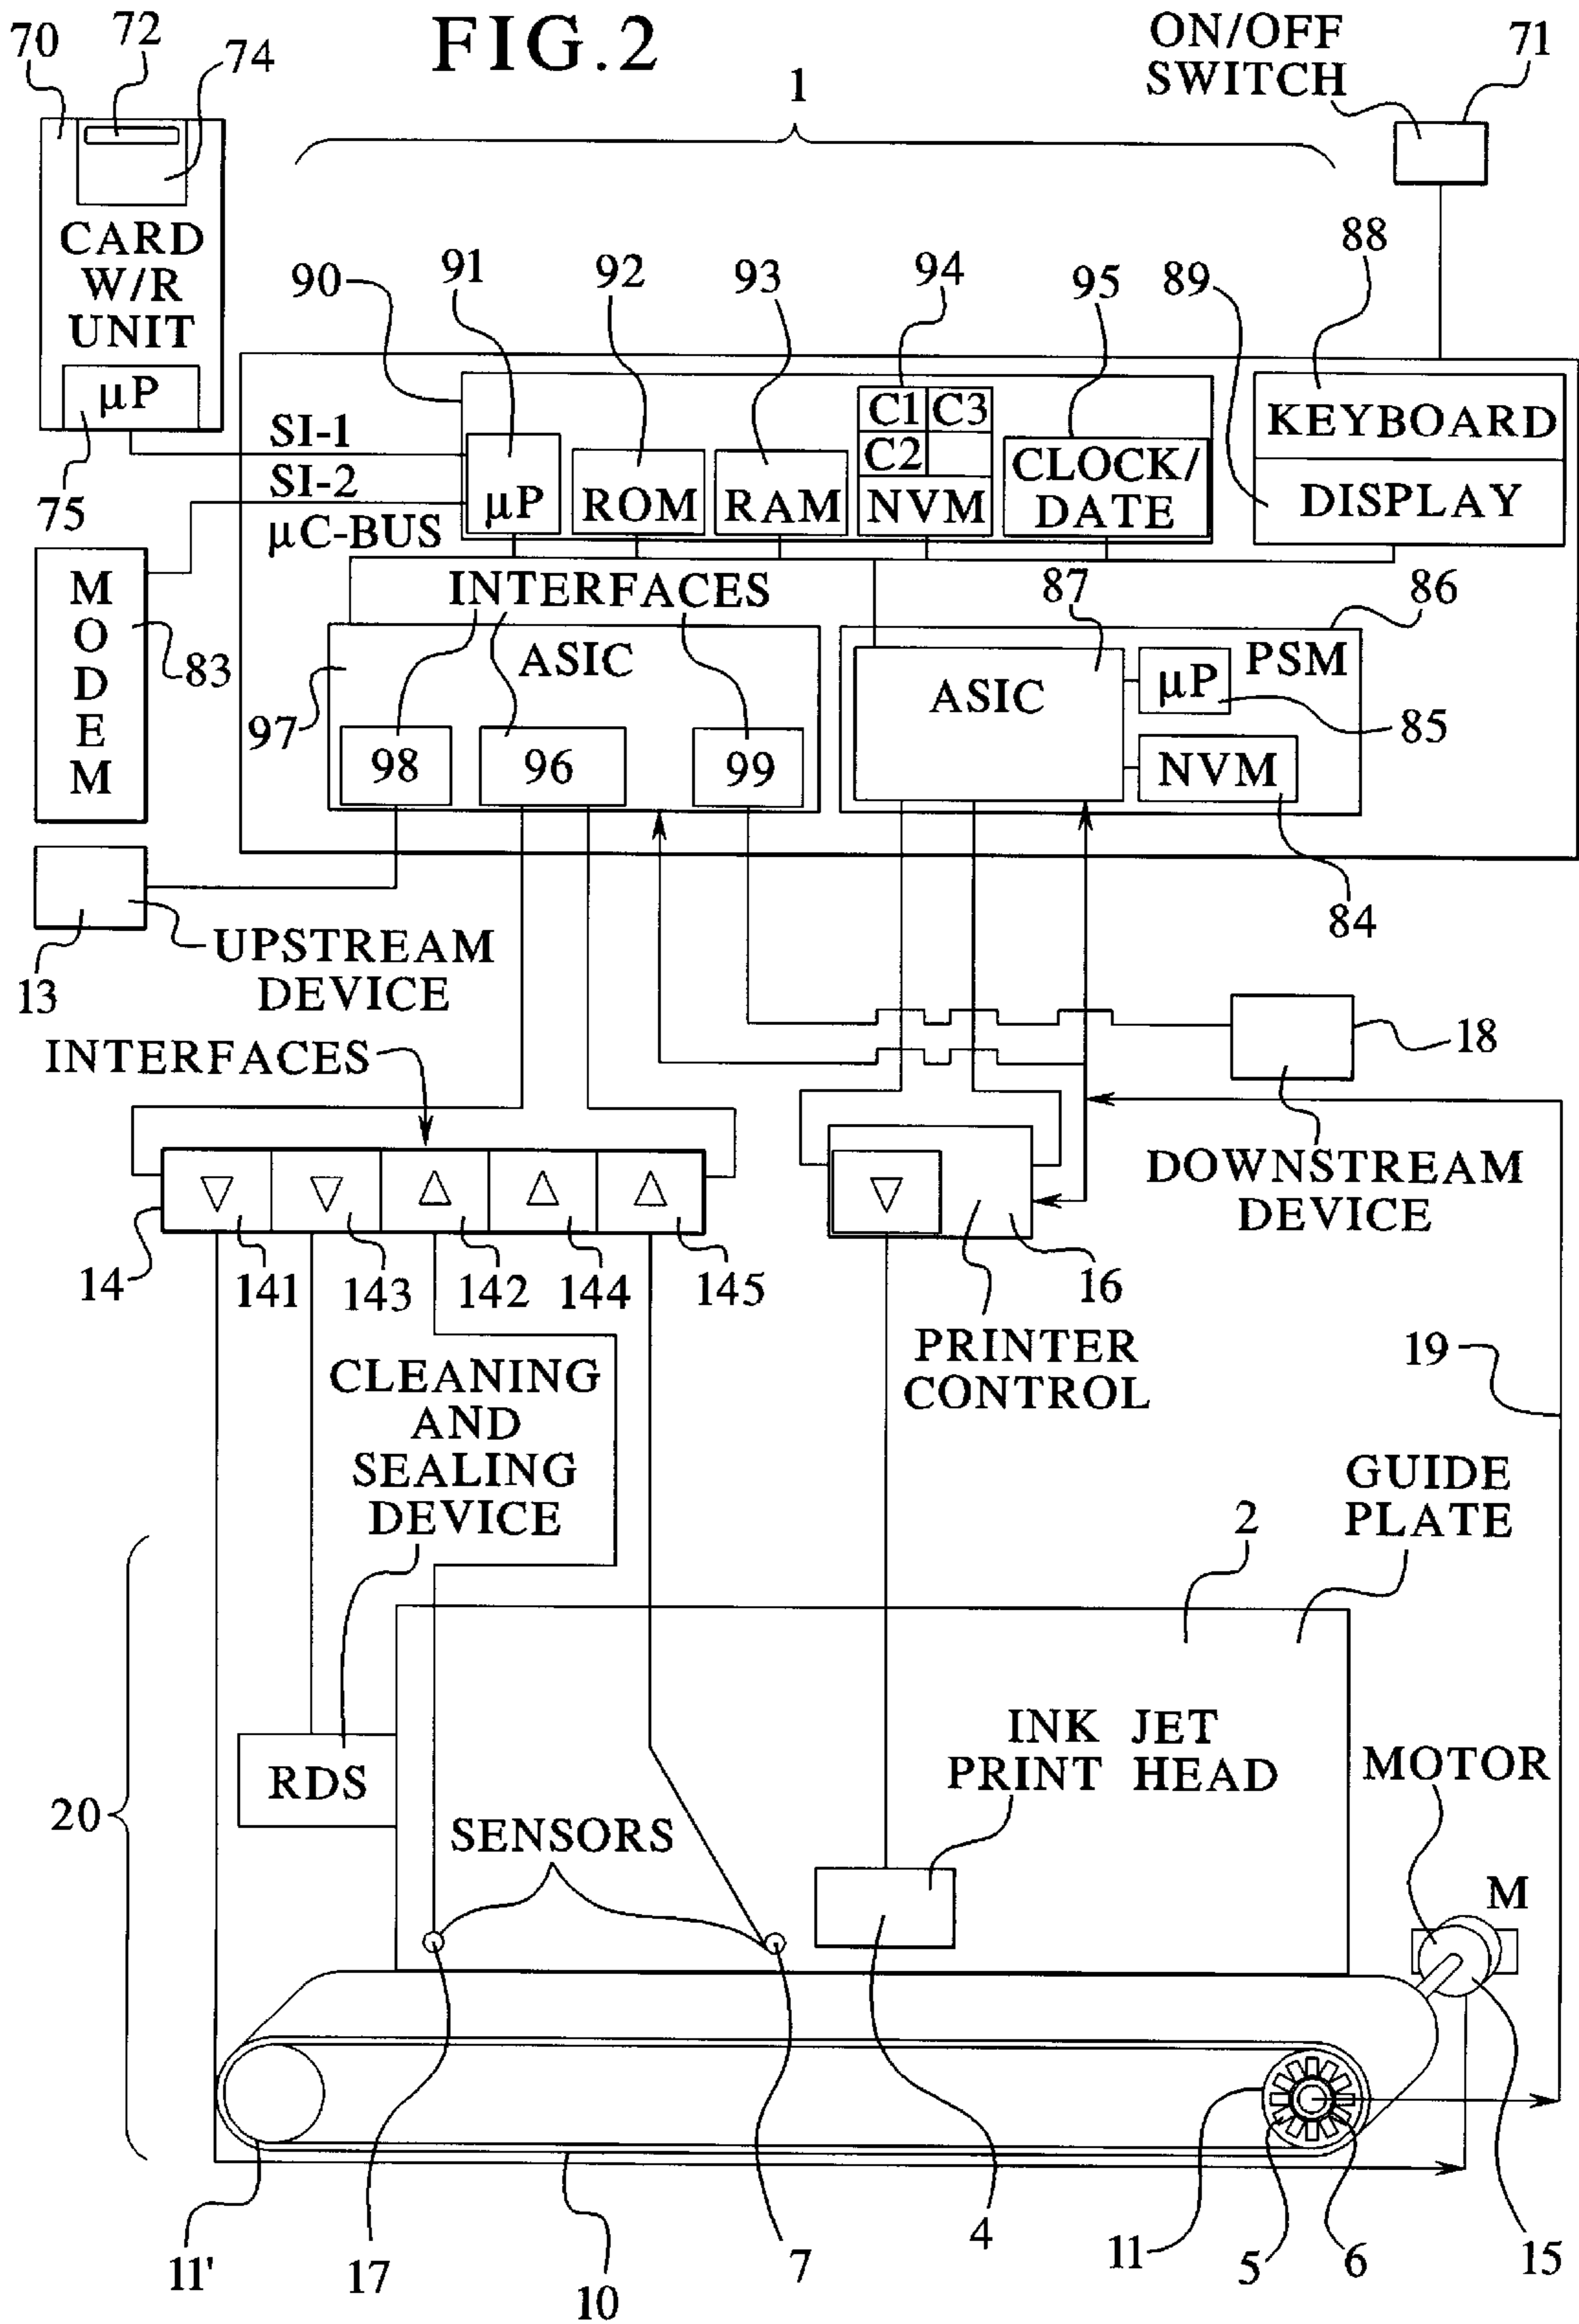 FIG.2
70
72
74
1
ON/OFF
SWITCH
71
CARD
W/R
UNIT
µP
75
90
91
92
93
94
95
89
88
SI-1
SI-2
µC-BUS
µP
ROM
RAM
C1
C3
C2
NVM
CLOCK/
DATE
KEYBOARD
DISPLAY
M
O
D
E
M
83
INTERFACES
87
86
ASIC
97
98
96
99
ASIC
µP
PSM
85
NVM
84
13
UPSTREAM
DEVICE
INTERFACES
18
DOWNSTREAM
DEVICE
14
141
143
142
144
145
16
PRINTER
CONTROL
19
CLEANING
AND
SEALING
DEVICE
GUIDE
PLATE
2
20
RDS
SENSORS
INK JET
PRINT HEAD
MOTOR
M
11'
17
10
7
4
11
5
6
15